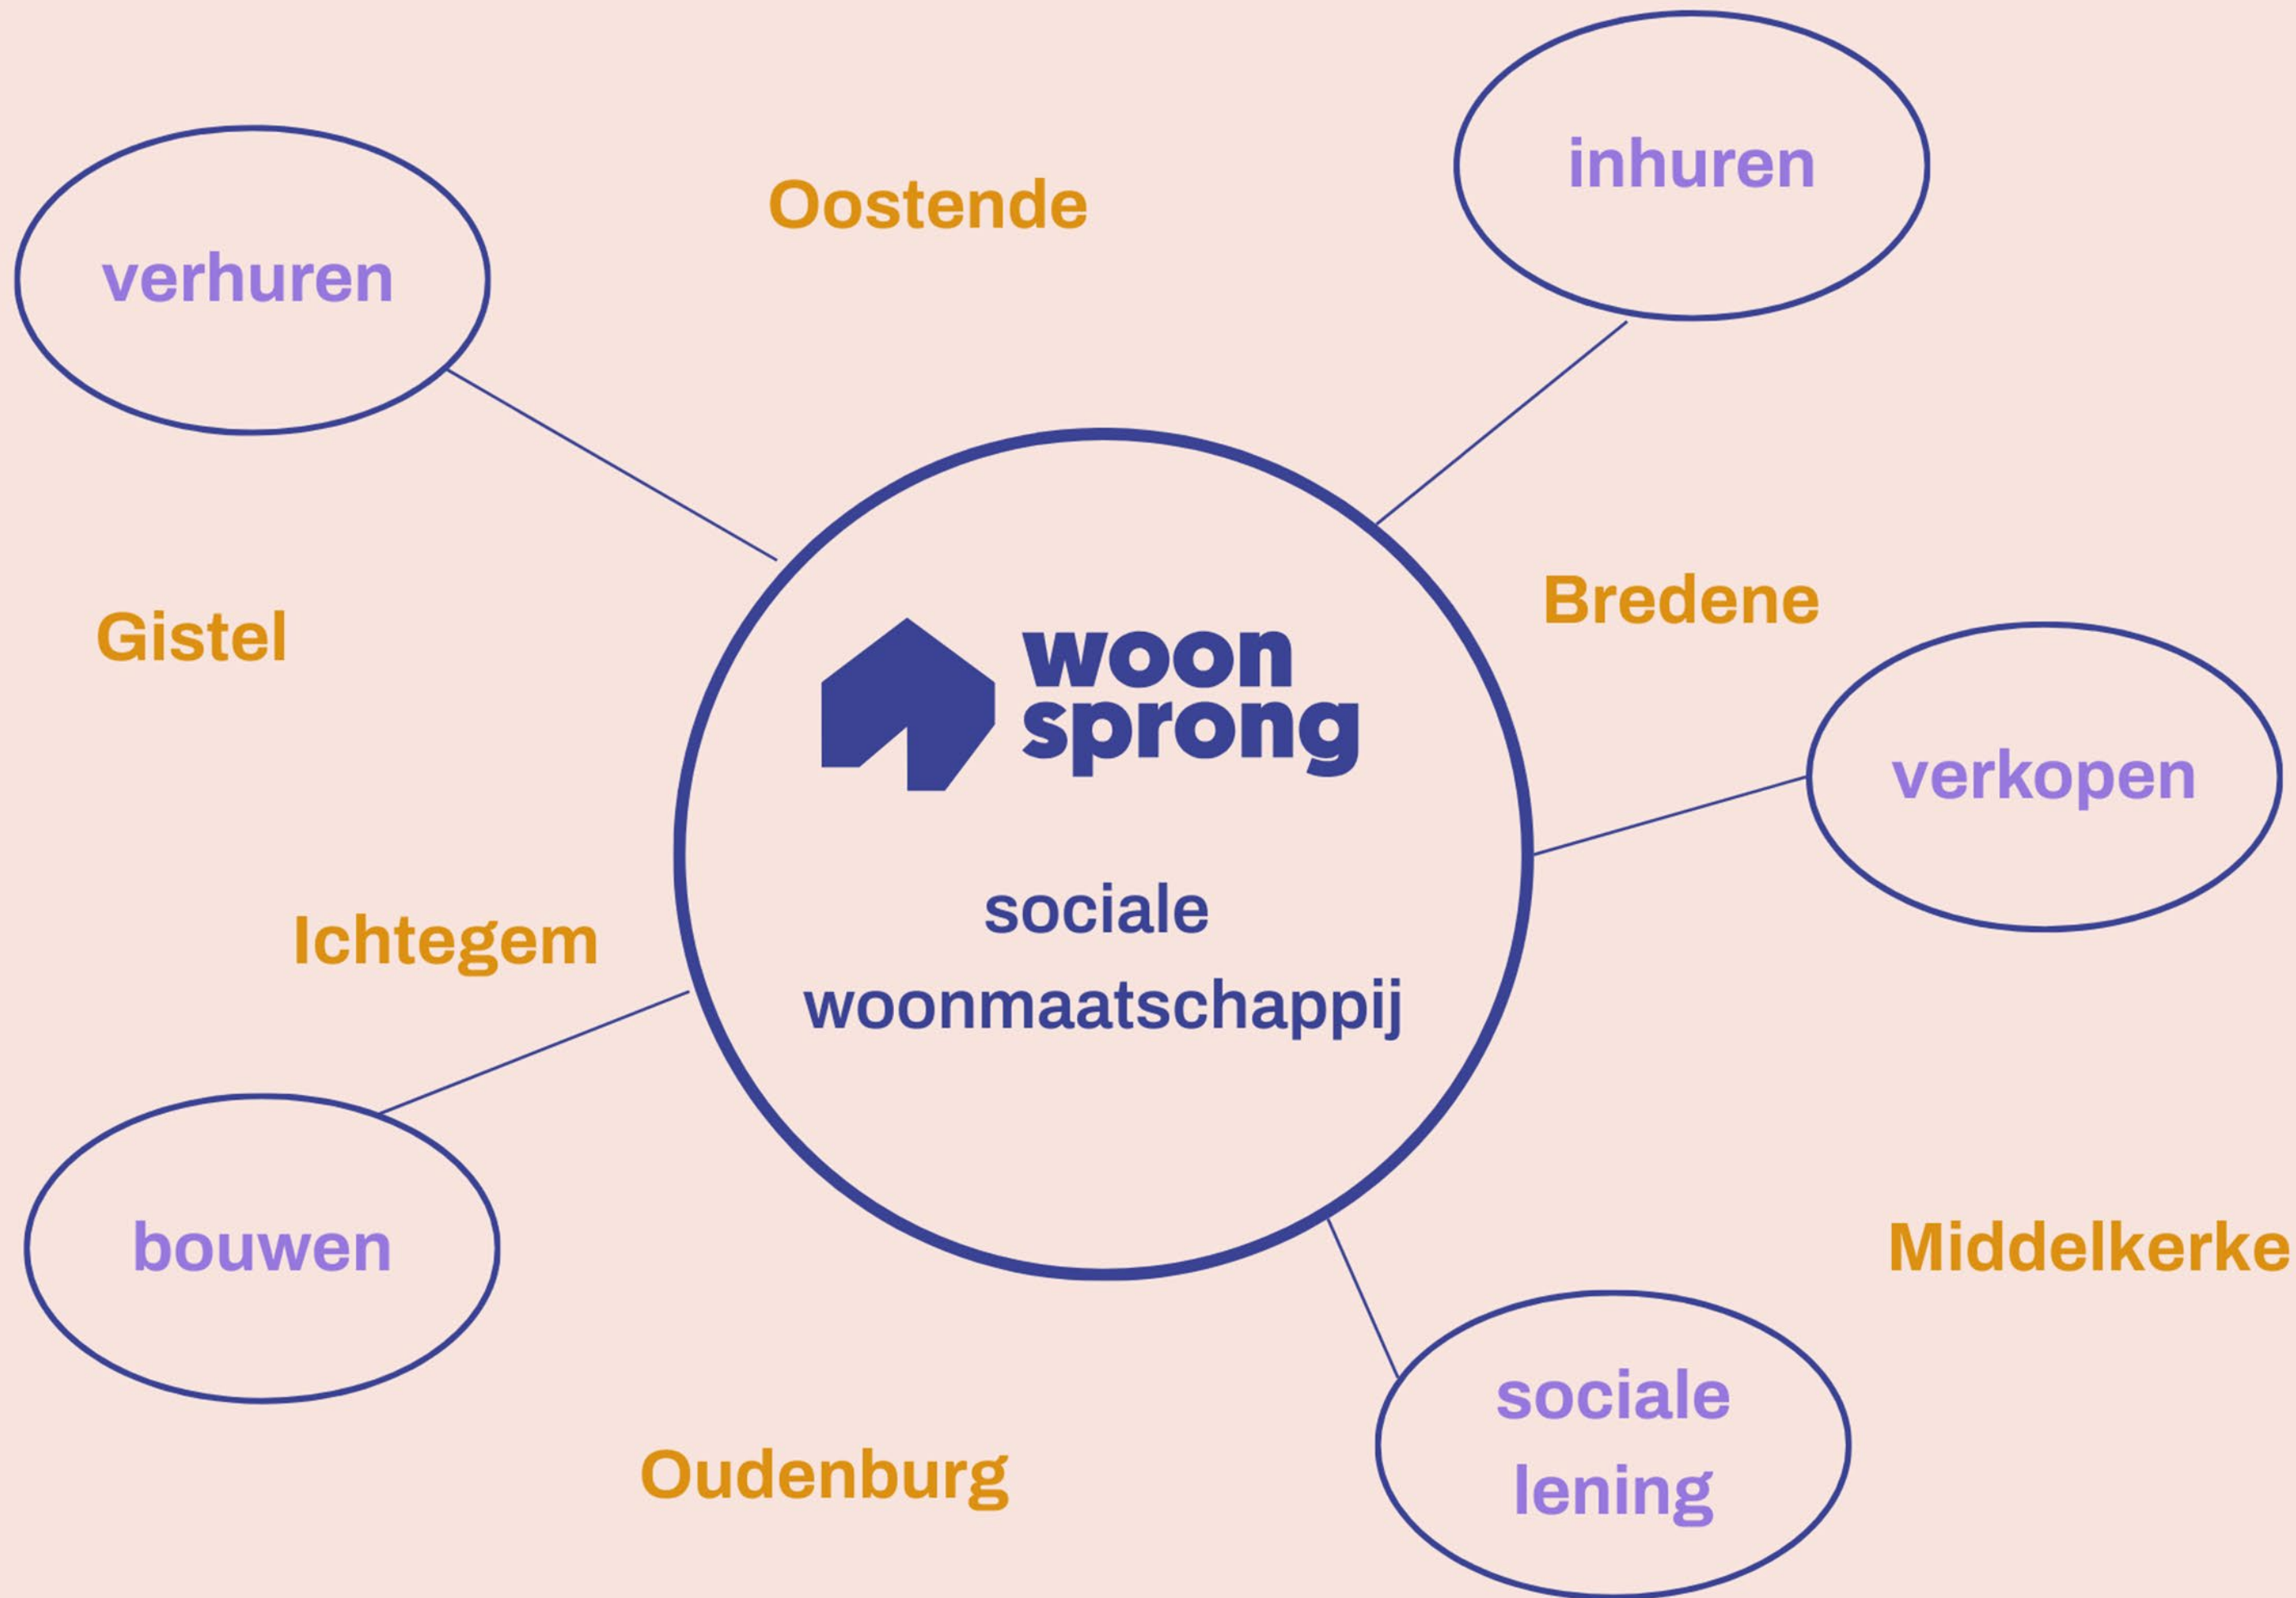 inhuren
Oostende
verhuren
Bredene
Gistel
woon
sprong
verkopen
sociale
woonmaatschappij
Ichtegem
bouwen
Middelkerke
sociale
lening
Oudenburg